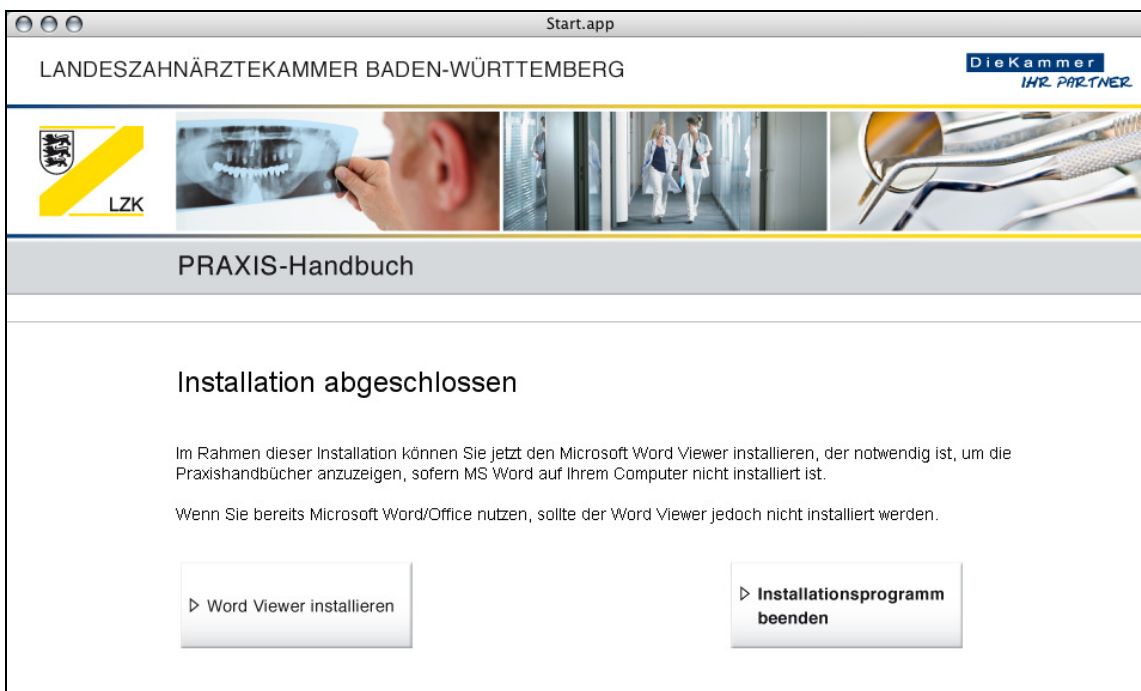 Start.app
LANDESZAHNÄRZTEKAMMER BADEN-WÜRTTEMBERG
DieKammer
IHR PARTNER
LZK
PRAXIS-Handbuch
Installation abgeschlossen
Im Rahmen dieser Installation können Sie jetzt den Microsoft Word Viewer installieren, der notwendig ist, um die
Praxishandbücher anzuzeigen, sofern MS Word auf Ihrem Computer nicht installiert ist.
Wenn Sie bereits Microsoft Word/Office nutzen, sollte der Word Viewer jedoch nicht installiert werden.
Word Viewer installieren
Installationsprogramm
beenden